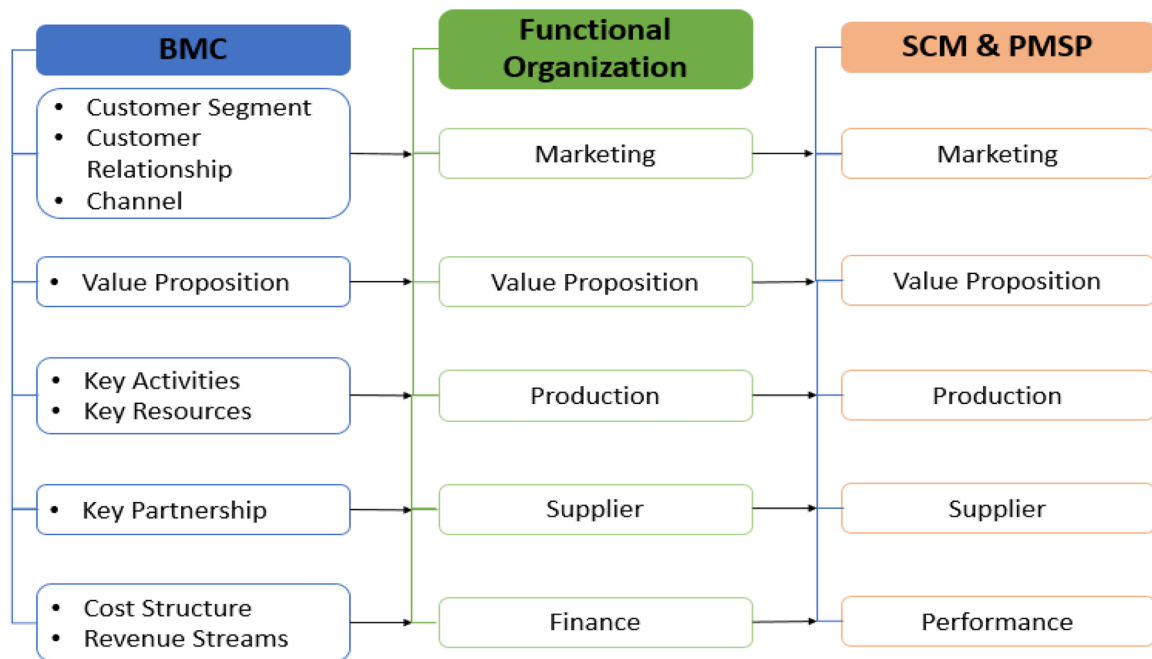 BMC
Functional
Organization
SCM & PMSP
• Customer Segment
• Customer
Relationship
• Channel
Marketing
Marketing
• Value Proposition
Value Proposition
Value Proposition
• Key Activities
• Key Resources
Production
Production
• Key Partnership
Supplier
Supplier
• Cost Structure
• Revenue Streams
Finance
Performance